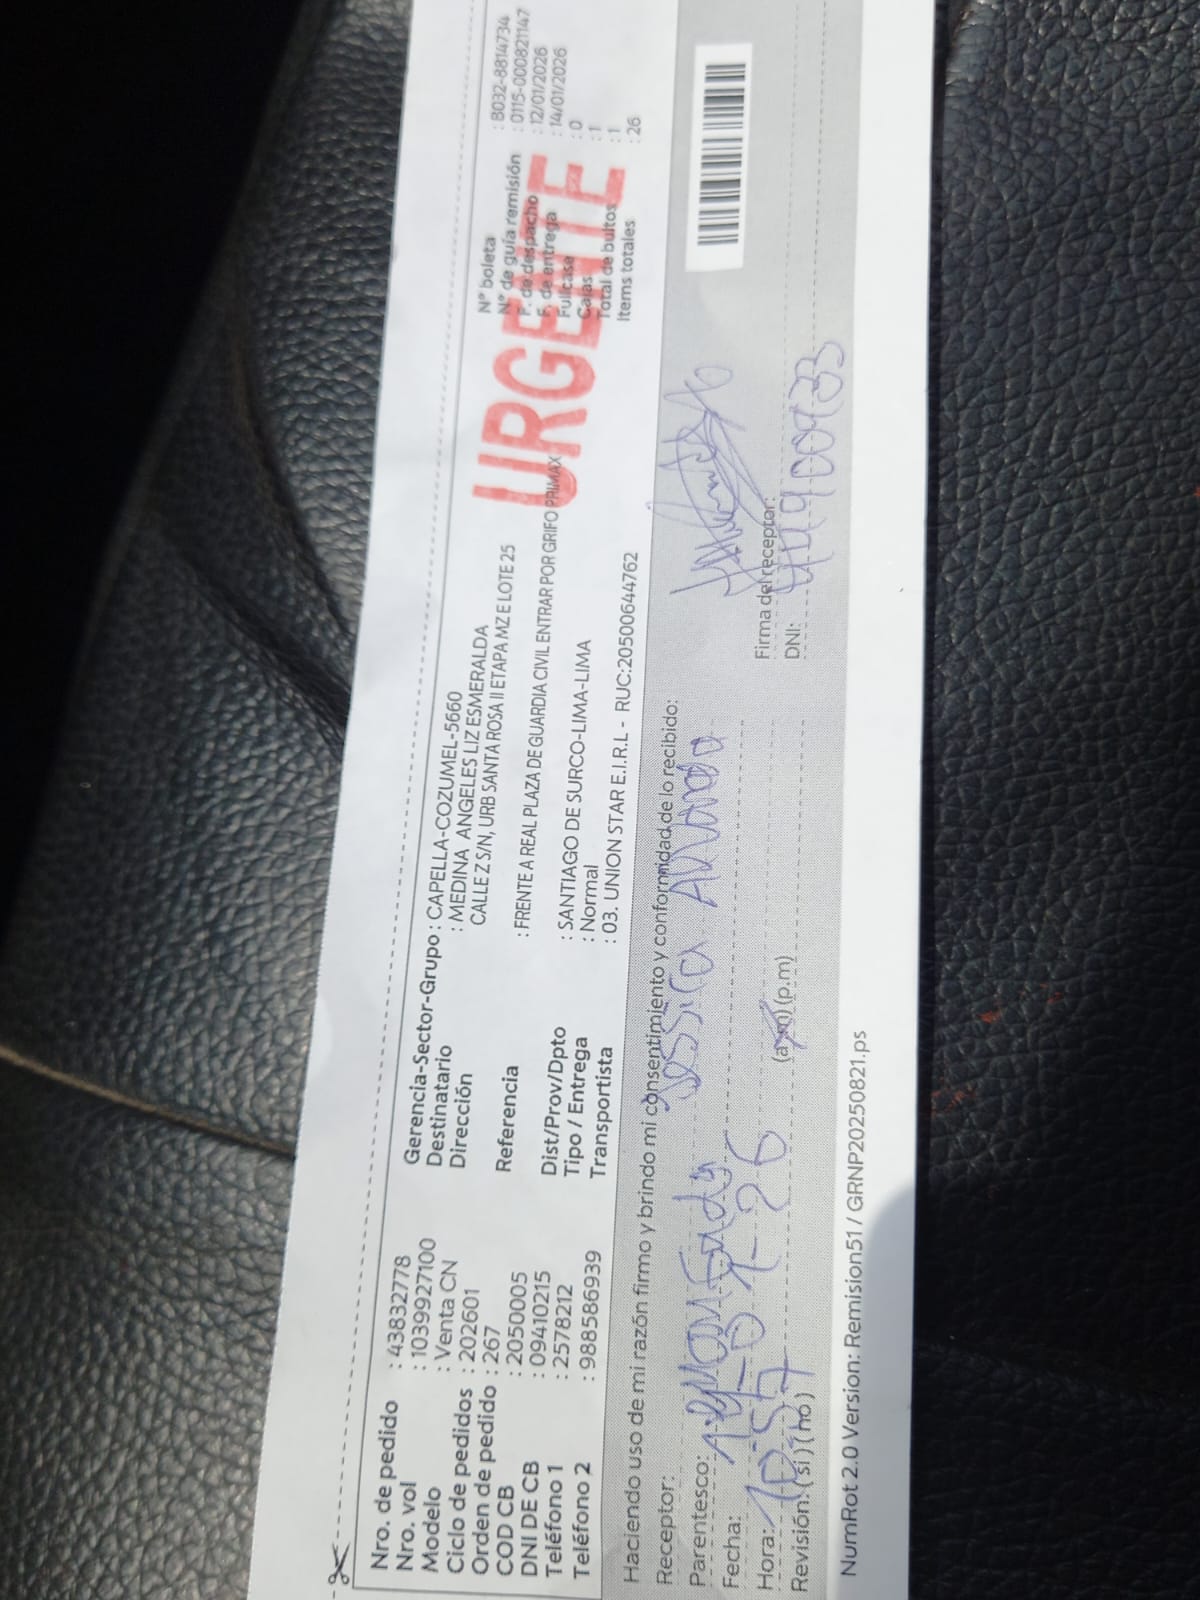 Nro. de pedido : 43832778
Nro. vol : 1039927100
Modelo : Venta CN
Ciclo de pedidos : 202601
Orden de pedido : 267
COD CB : 2050005
DNI DE CB : 09410215
Teléfono 1 : 2578212
Teléfono 2 : 988586939
Gerencia-Sector-Grupo : CAPELLA-COZUMEL-5660
Destinatario : MEDINA ANGELES LIZ ESMERALDA
Dirección CALLE Z S/N, URB SANTA ROSA II ETAPA MZ E LOTE 25
Referencia : FRENTE A REAL PLAZA DE GUARDIA CIVIL ENTRAR POR GRIFO PRIMAX
Dist/Prov/Dpto : SANTIAGO DE SURCO-LIMA-LIMA
Tipo / Entrega : Normal
Transportista : 03. UNION STAR E.I.R.L - RUC:20500644762
N° boleta : B032-8814734
N° de guía remisión : 0115-000821147
F. de despacho : 12/01/2026
F. de entrega : 14/01/2026
Fullcase : 0
Cajas : 1
Total de bultos : 1
Items totales : 26
URGENTE
Haciendo uso de mi razón firmo y brindo mi consentimiento y conformidad de lo recibido:
Receptor: Jessica
Parentesco:
Fecha:
Hora: (a.m) (p.m)
Revisión: (si) (no)
Firma del receptor:
DNI:
NumRot 2.0 Version: Remision51 / GRNP20250821.ps